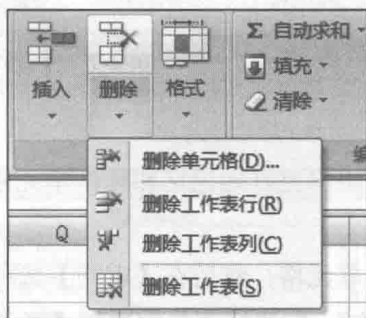 Σ 自动求和
填充
清除
插入
删除
格式
删除单元格(D)...
删除工作表行(R)
删除工作表列(C)
删除工作表(S)
Q